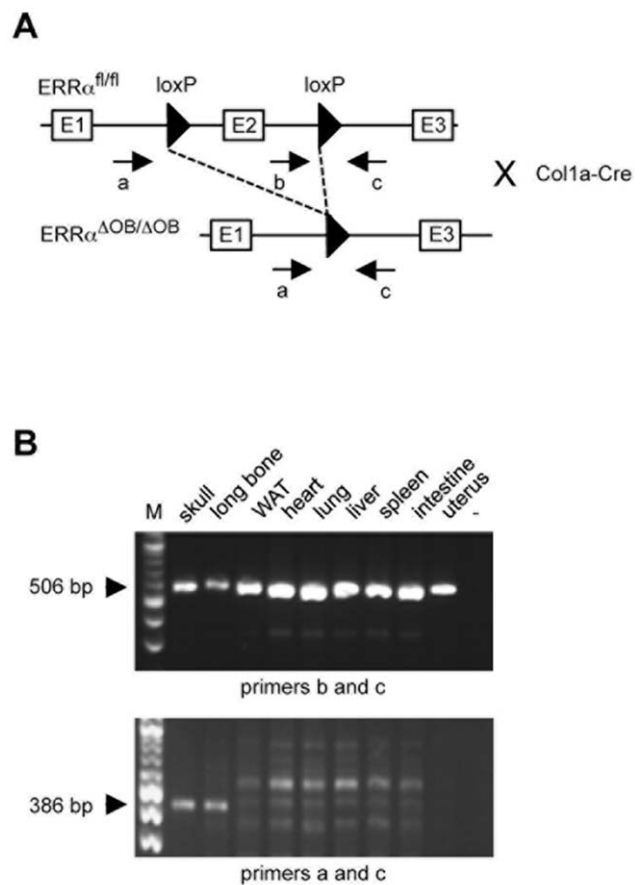 A
ERRα fl/fl
loxP loxP
E1 E2 E3
a b c
X Col1a-Cre
ERRα ΔOB/ΔOB
E1 E3
a c
B
M skull long bone WAT heart lung liver spleen intestine uterus -
506 bp
primers b and c
386 bp
primers a and c